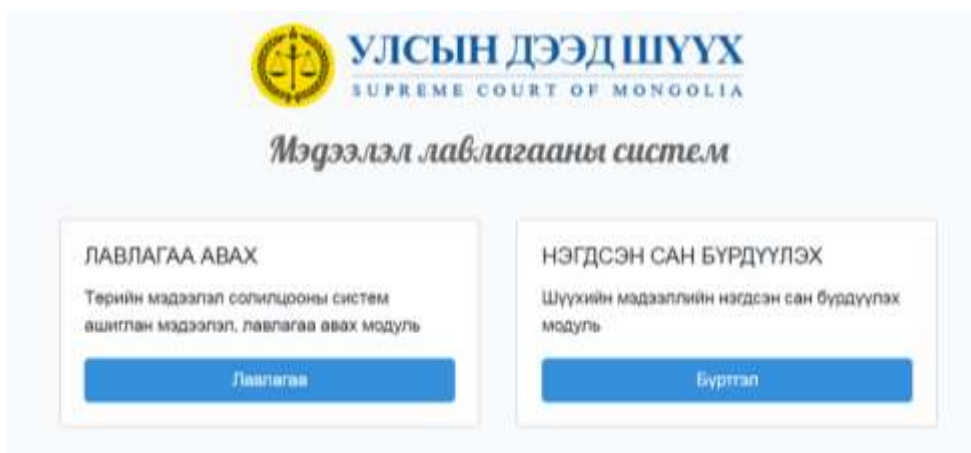 УЛСЫН ДЭЭД ШҮҮХ
SUPREME COURT OF MONGOLIA
Мэдээлэл лавлагааны систем
ЛАВЛАГАА АВАХ
Төрийн мэдээлэл солилцооны систем
ашиглан мэдээлэл, лавлагаа авах модуль
Лавлагаа
НЭГДСЭН САН БҮРДҮҮЛЭХ
Шүүхийн мэдээллийн нэгдсэн сан бүрдүүлэх
модуль
Бүртгэл